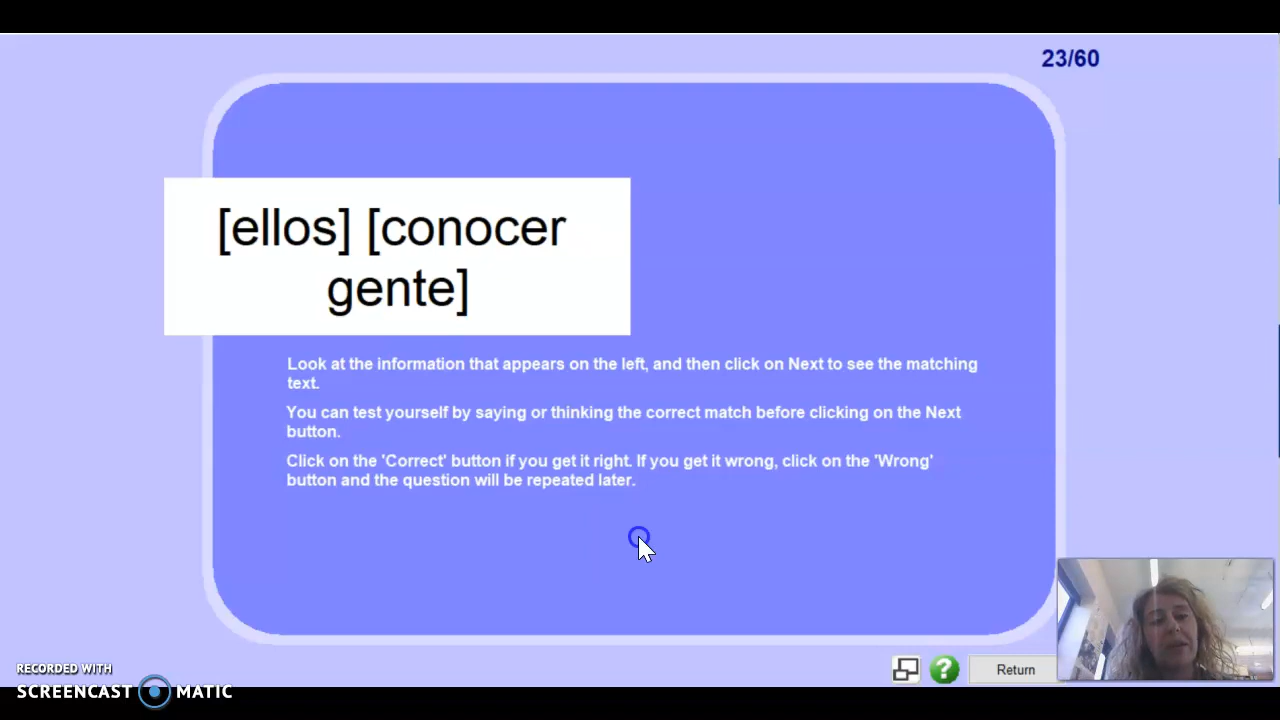 23/60
[ellos] [conocer
gente]
Look at the information that appears on the left, and then click on Next to see the matching
text.
You can test yourself by saying or thinking the correct match before clicking on the Next
button.
Click on the 'Correct' button if you get it right. If you get it wrong, click on the 'Wrong'
button and the question will be repeated later.
?
Return
RECORDED WITH
SCREENCAST MATIC